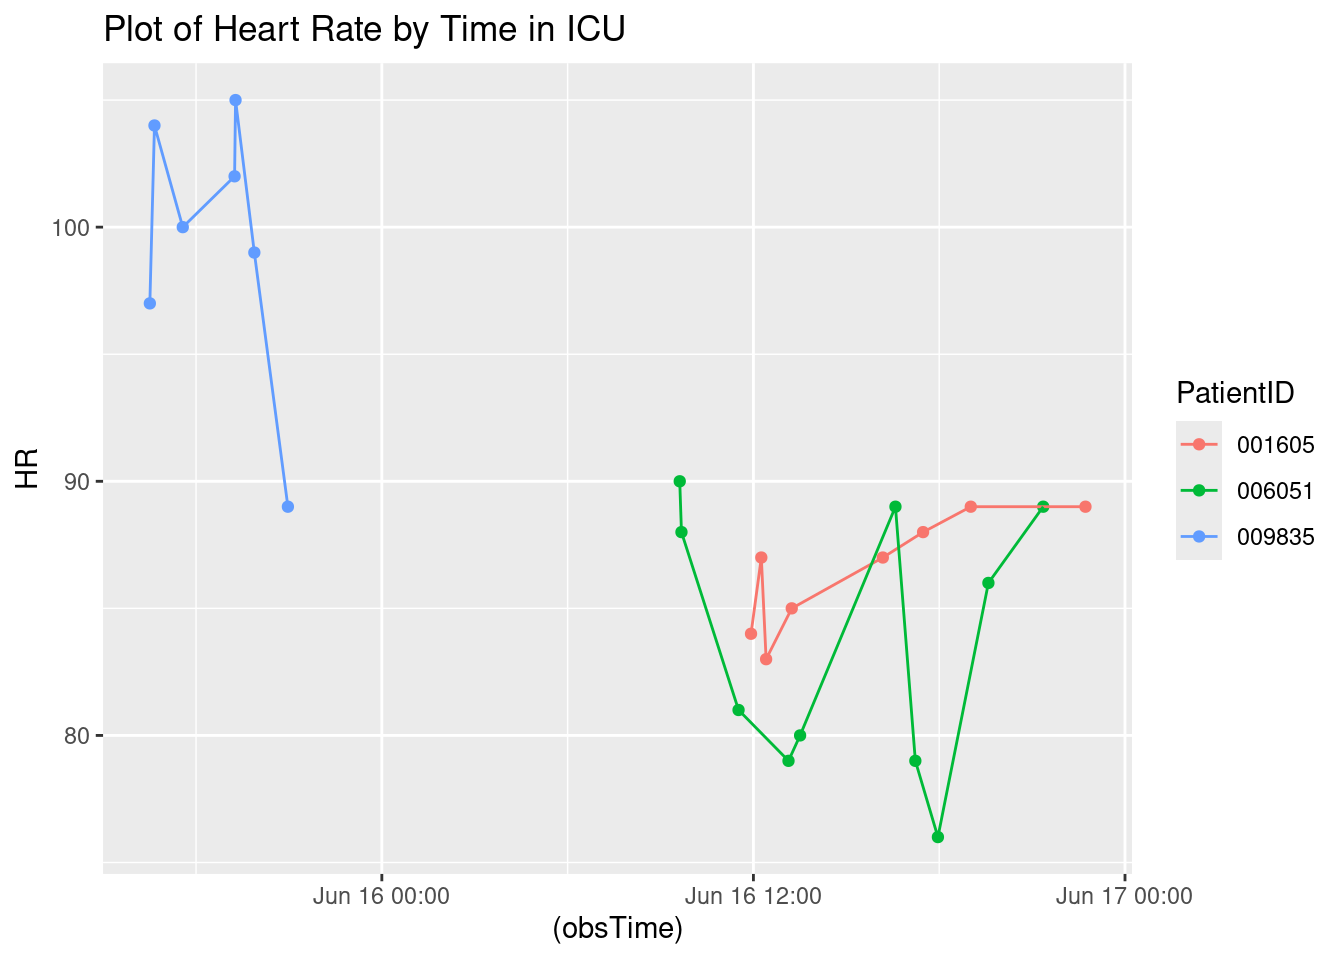 Plot of Heart Rate by Time in ICU
HR
100
90
80
Jun 16 00:00
Jun 16 12:00
Jun 17 00:00
(obsTime)
PatientID
001605
006051
009835